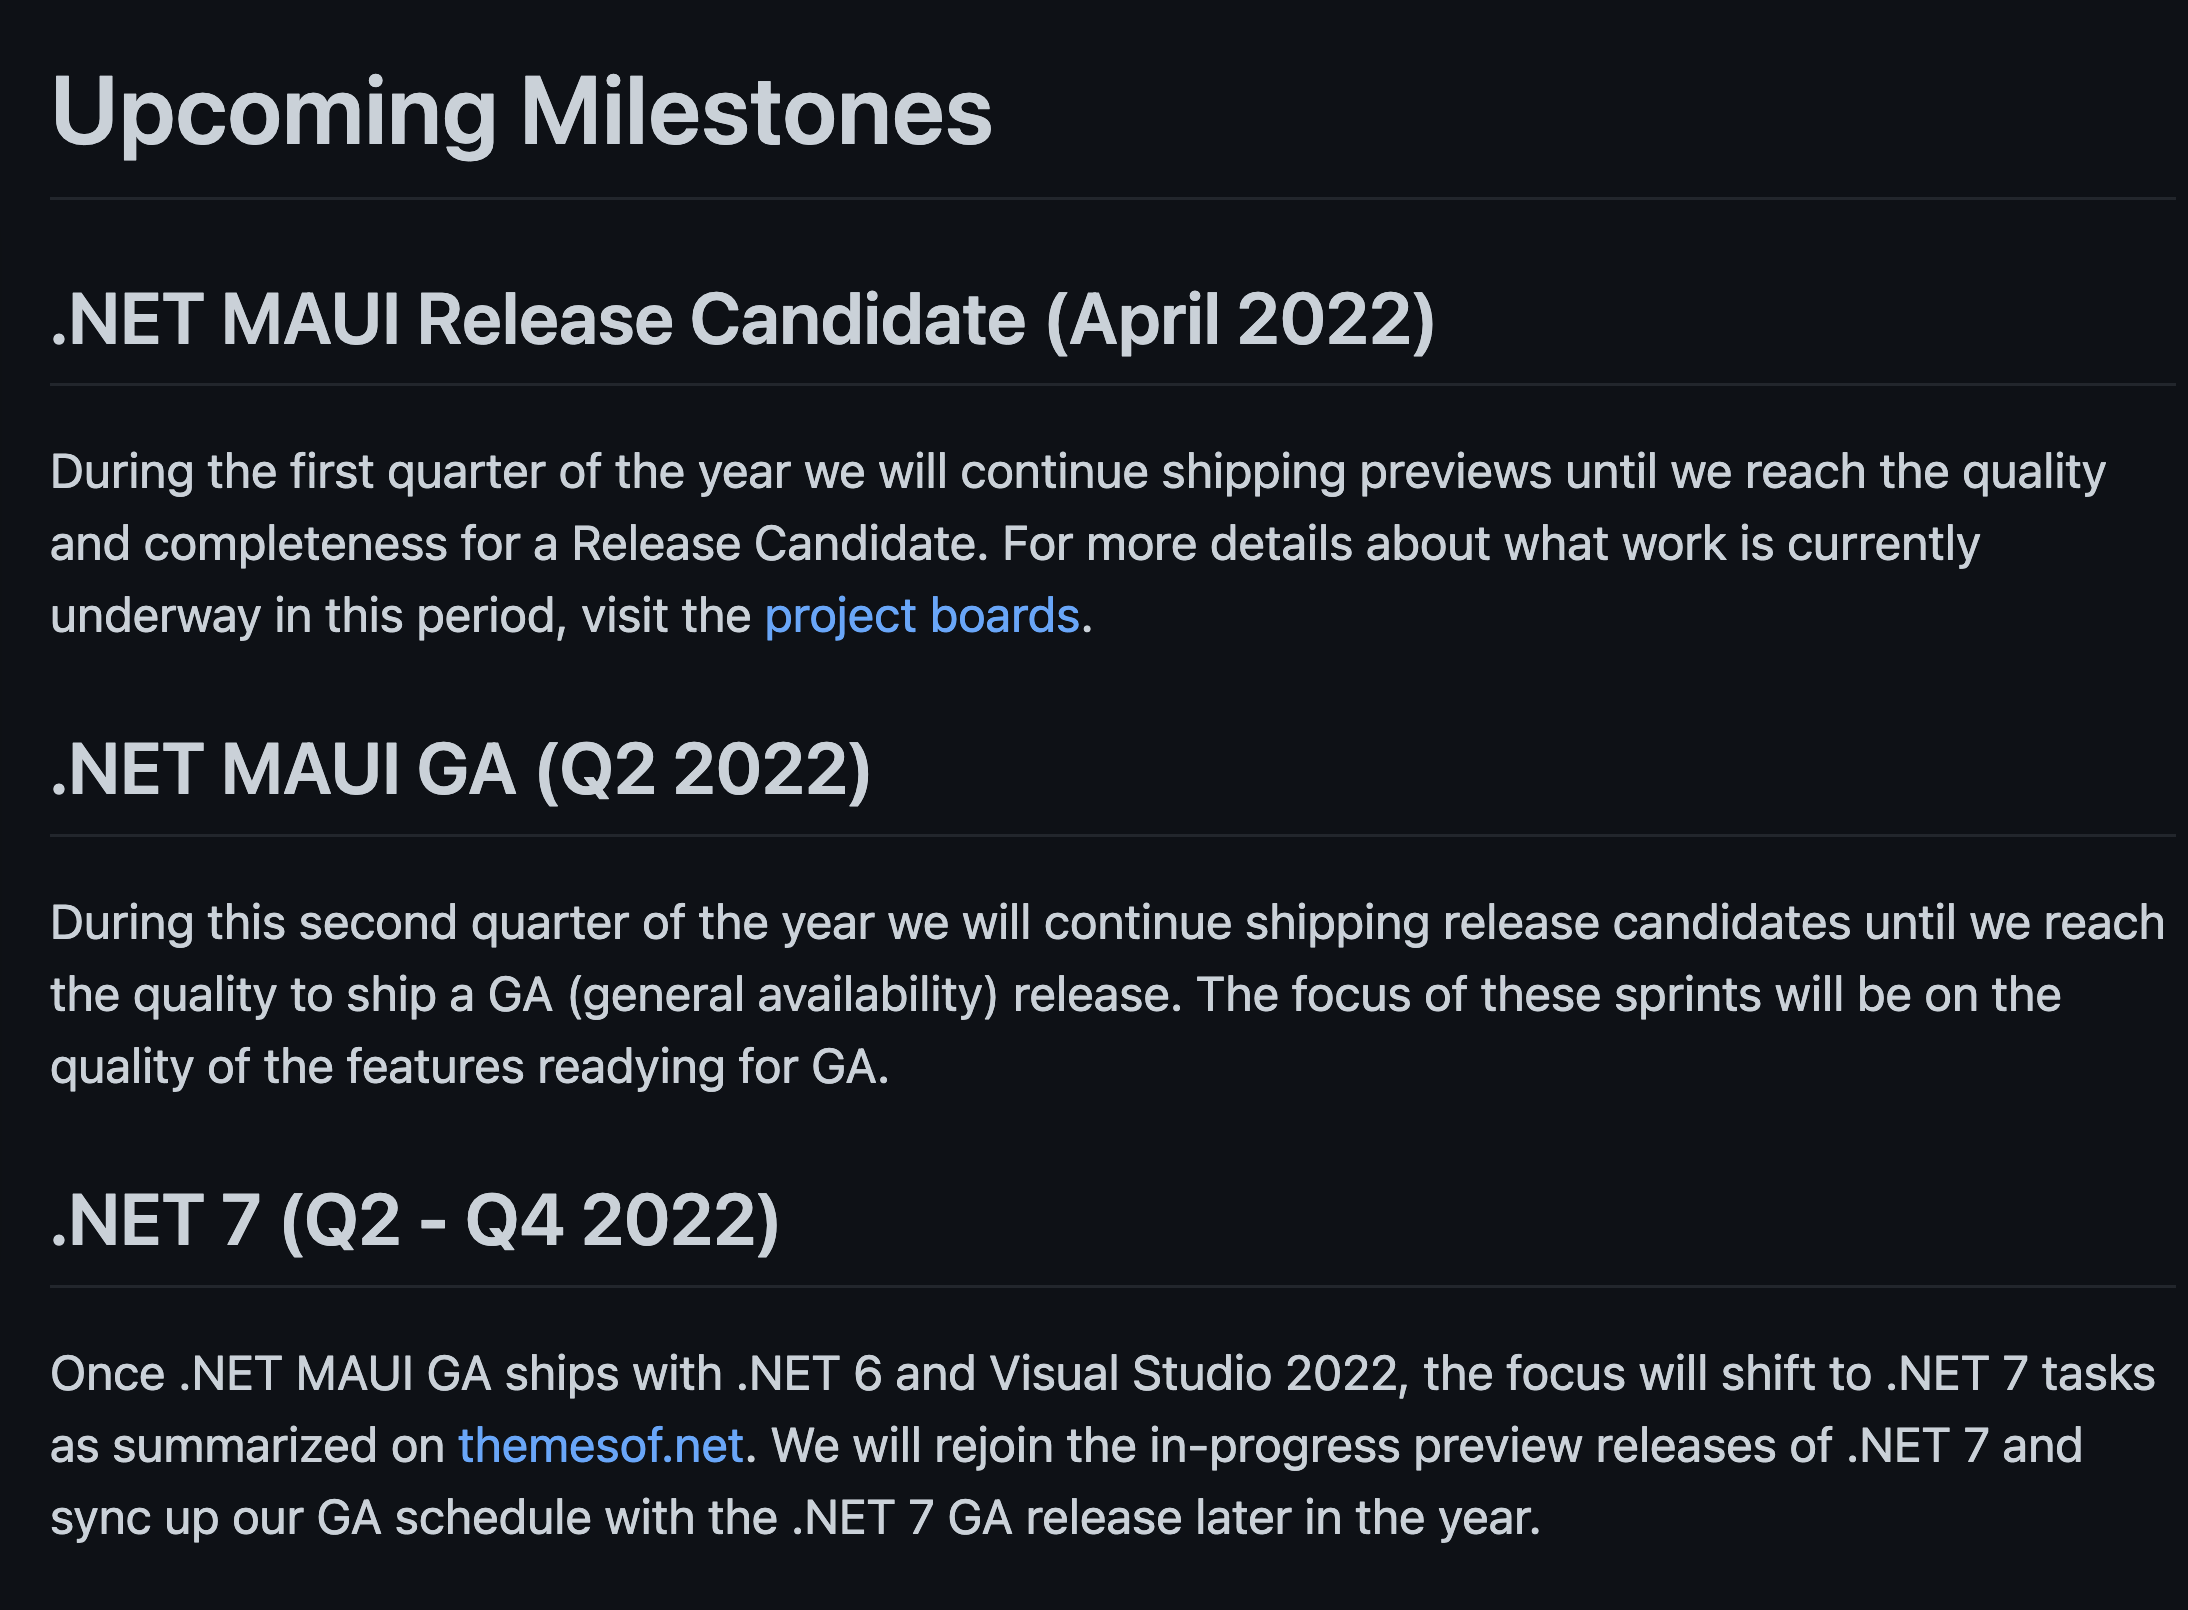 Upcoming Milestones
.NET MAUI Release Candidate (April 2022)
During the first quarter of the year we will continue shipping previews until we reach the quality
and completeness for a Release Candidate. For more details about what work is currently
underway in this period, visit the project boards.
.NET MAUI GA (Q2 2022)
During this second quarter of the year we will continue shipping release candidates until we reach
the quality to ship a GA (general availability) release. The focus of these sprints will be on the
quality of the features readying for GA.
.NET 7 (Q2 - Q4 2022)
Once .NET MAUI GA ships with .NET 6 and Visual Studio 2022, the focus will shift to .NET 7 tasks
as summarized on themesof.net. We will rejoin the in-progress preview releases of .NET 7 and
sync up our GA schedule with the .NET 7 GA release later in the year.